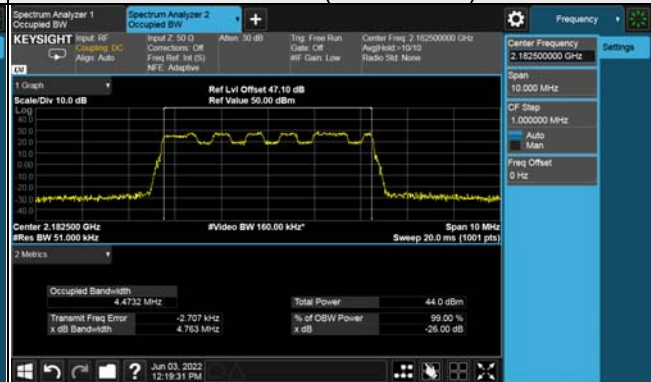 Spectrum Analyzer 1
Occupied BW
Spectrum Analyzer 2
Occupied BW
+
Frequency
KEYSIGHT
Input: RF
Coupling: DC
Align: Auto
Input Z: 50 Ω
Corrections: Off
Freq Ref: Int (S)
NFE: Adaptive
Atten: 30 dB
Trig: Free Run
Gate: Off
#IF Gain: Low
Center Freq: 2.182500000 GHz
Avg|Hold:>10/10
Radio Std: None
LXI
Center Frequency
2.182500000 GHz
Settings
Span
10.000 MHz
CF Step
1.000000 MHz
Auto
Man
Freq Offset
0 Hz
1 Graph
Scale/Div 10.0 dB
Ref Lvl Offset 47.10 dB
Ref Value 50.00 dBm
Log
40.0
30.0
20.0
10.0
0.00
-10.0
-20.0
-30.0
-40.0
Center 2.182500 GHz
#Res BW 51.000 kHz
#Video BW 160.00 kHz*
Span 10 MHz
Sweep 20.0 ms (1001 pts)
2 Metrics
Occupied Bandwidth
4.4732 MHz
Total Power 44.0 dBm
Transmit Freq Error -2.707 kHz
% of OBW Power 99.00 %
x dB Bandwidth 4.763 MHz
x dB -26.00 dB
?
Jun 03, 2022
12:19:31 PM